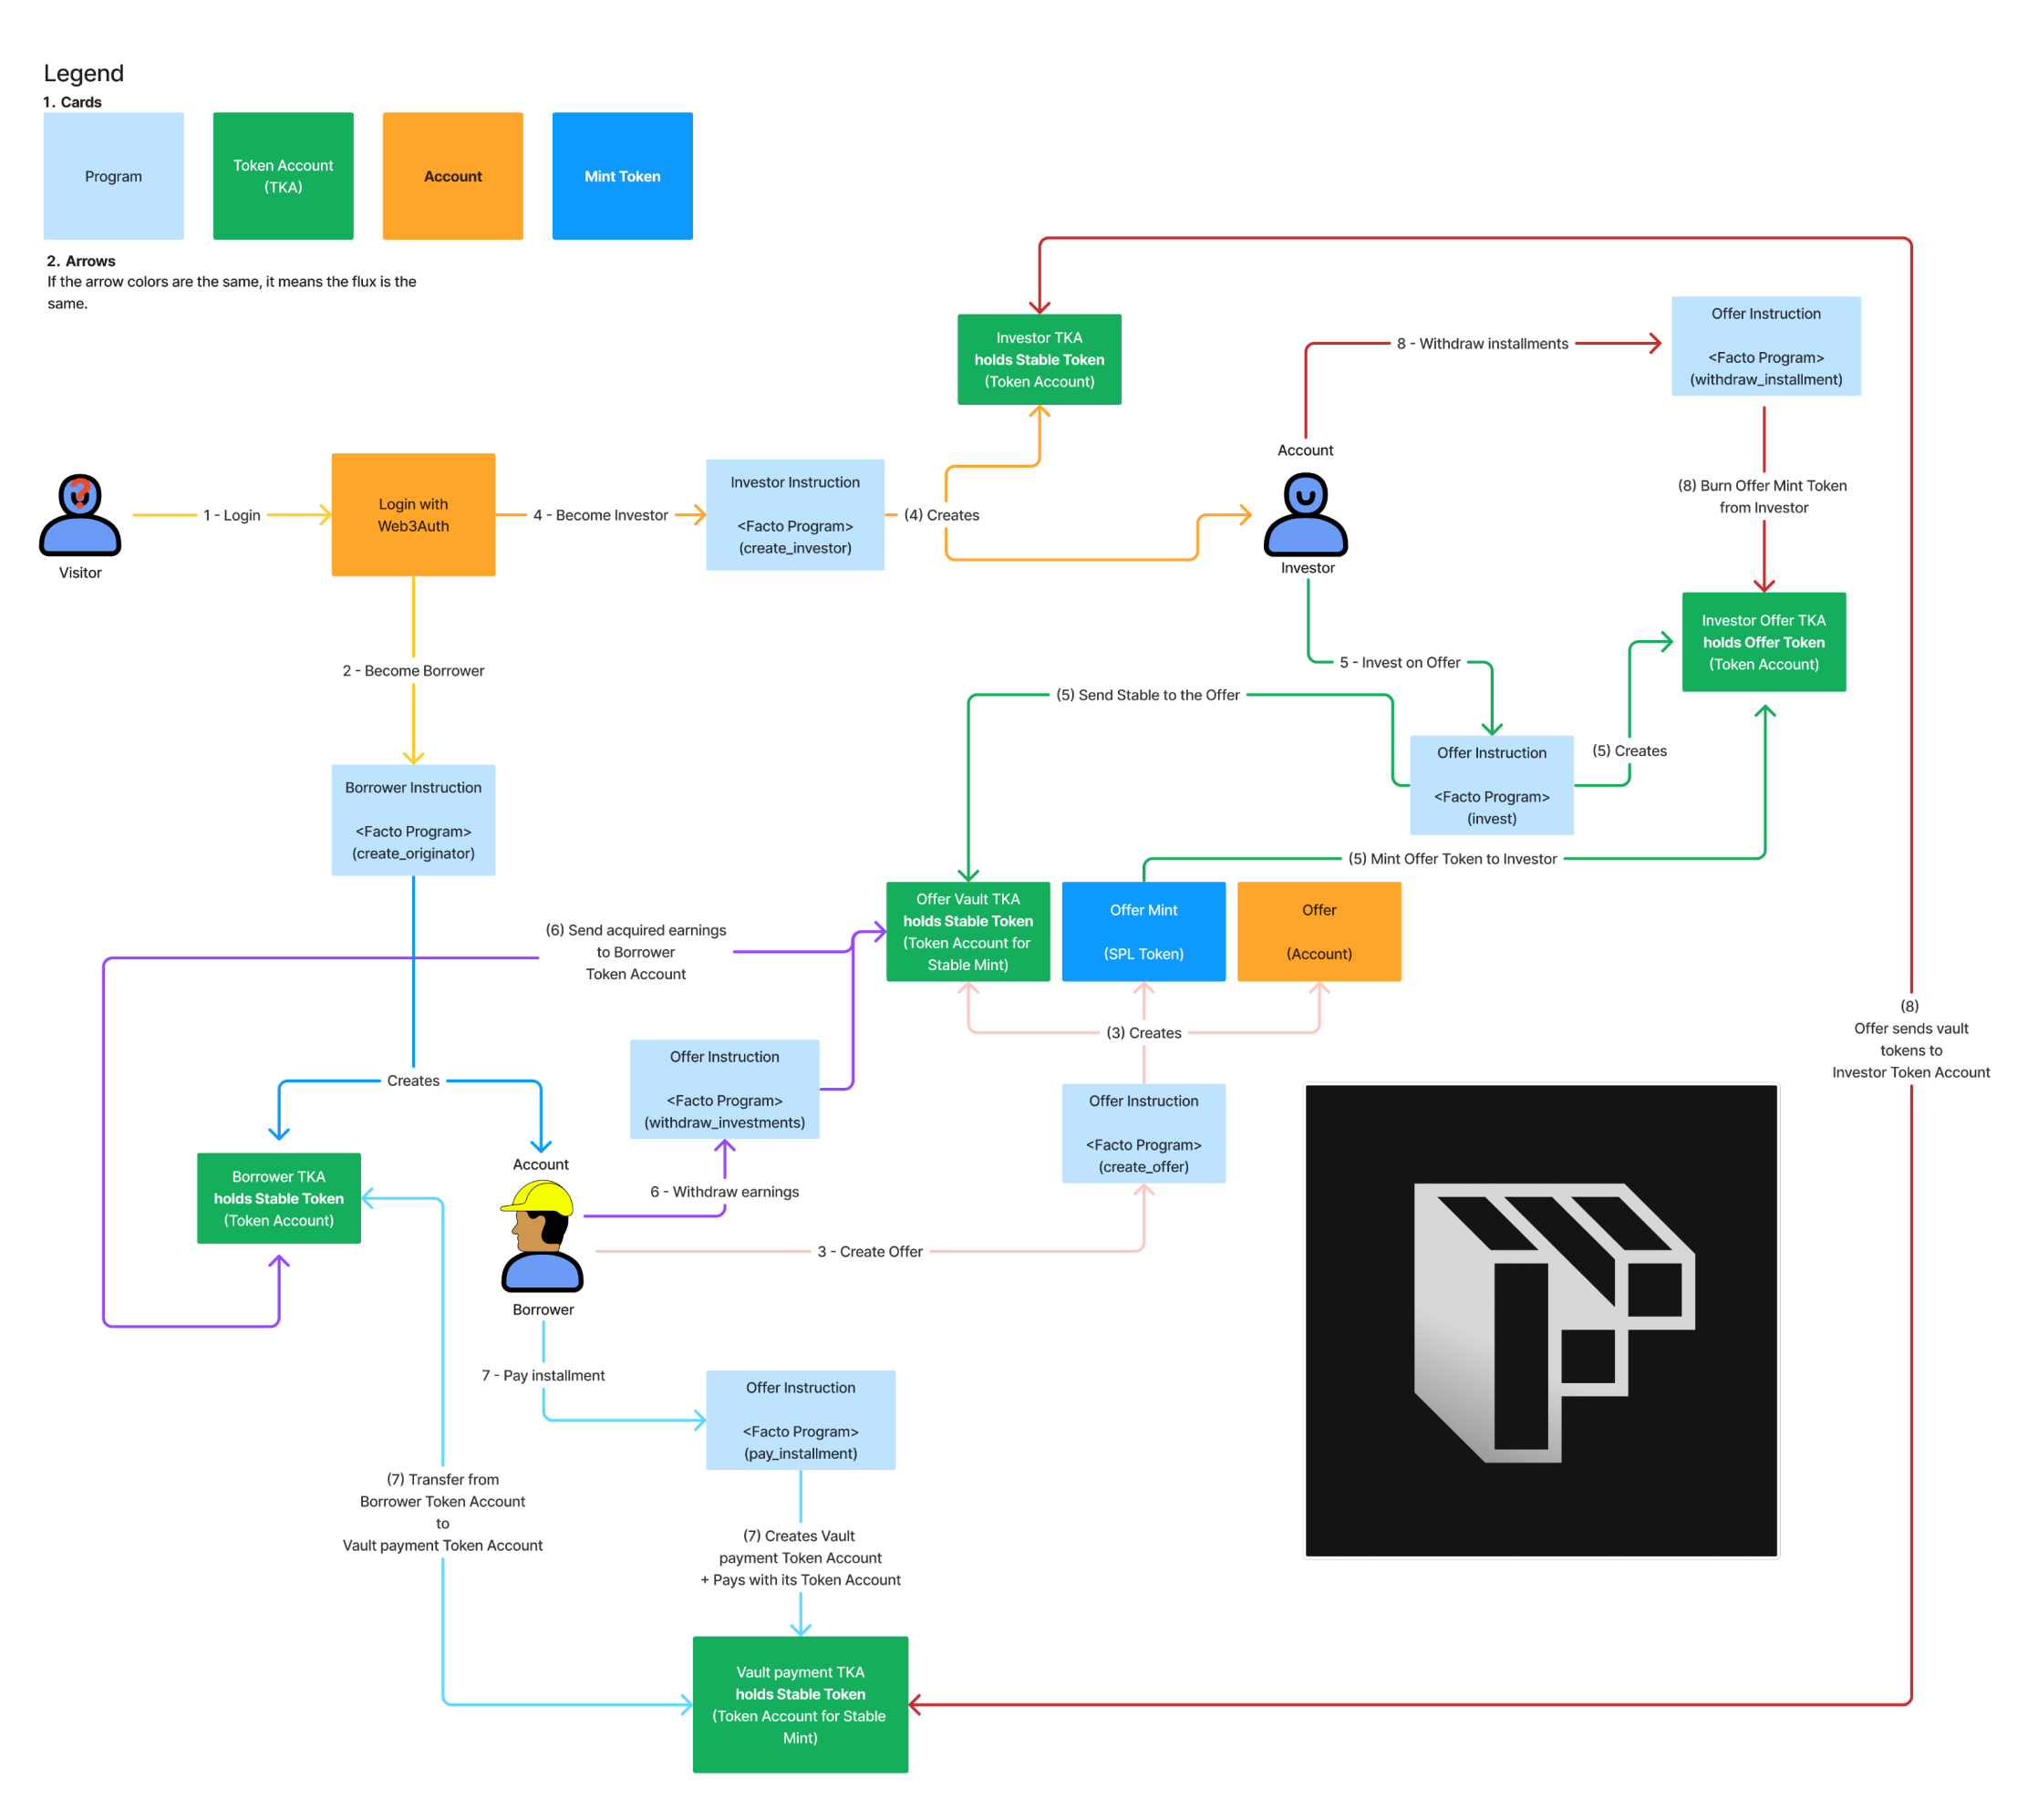 Legend
1. Cards
Program
Token Account
(TKA)
Account
Mint Token
2. Arrows
If the arrow colors are the same, it means the flux is the
same.
Investor TKA
holds Stable Token
(Token Account)
8 - Withdraw installments
Offer Instruction
<Facto Program>
(withdraw_installment)
Account
Investor
(8) Burn Offer Mint Token
from Investor
Visitor
1 - Login
Login with
Web3Auth
4 - Become Investor
Investor Instruction
<Facto Program>
(create_investor)
(4) Creates
2 - Become Borrower
5 - Invest on Offer
Investor Offer TKA
holds Offer Token
(Token Account)
(5) Send Stable to the Offer
Offer Instruction
<Facto Program>
(invest)
(5) Creates
Borrower Instruction
<Facto Program>
(create_originator)
(5) Mint Offer Token to Investor
(6) Send acquired earnings
to Borrower
Token Account
Offer Vault TKA
holds Stable Token
(Token Account for
Stable Mint)
Offer Mint
(SPL Token)
Offer
(Account)
(3) Creates
(8)
Offer sends vault
tokens to
Investor Token Account
Offer Instruction
<Facto Program>
(withdraw_investments)
Creates
Offer Instruction
<Facto Program>
(create_offer)
Borrower TKA
holds Stable Token
(Token Account)
Account
Borrower
6 - Withdraw earnings
3 - Create Offer
7 - Pay installment
Offer Instruction
<Facto Program>
(pay_installment)
(7) Transfer from
Borrower Token Account
to
Vault payment Token Account
(7) Creates Vault
payment Token Account
+ Pays with its Token Account
Vault payment TKA
holds Stable Token
(Token Account for Stable
Mint)